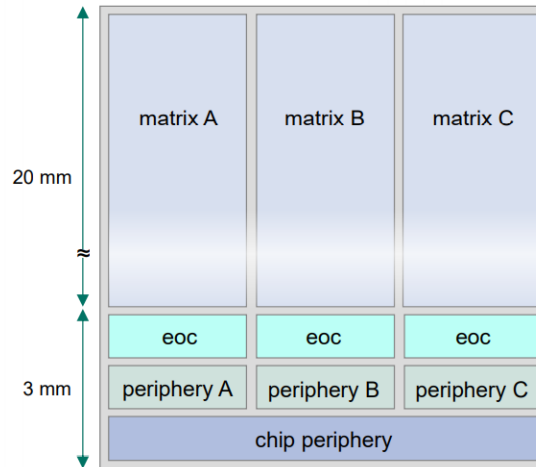 matrix A
matrix B
matrix C
20 mm
≈
eoc
eoc
eoc
3 mm
periphery A
periphery B
periphery C
chip periphery